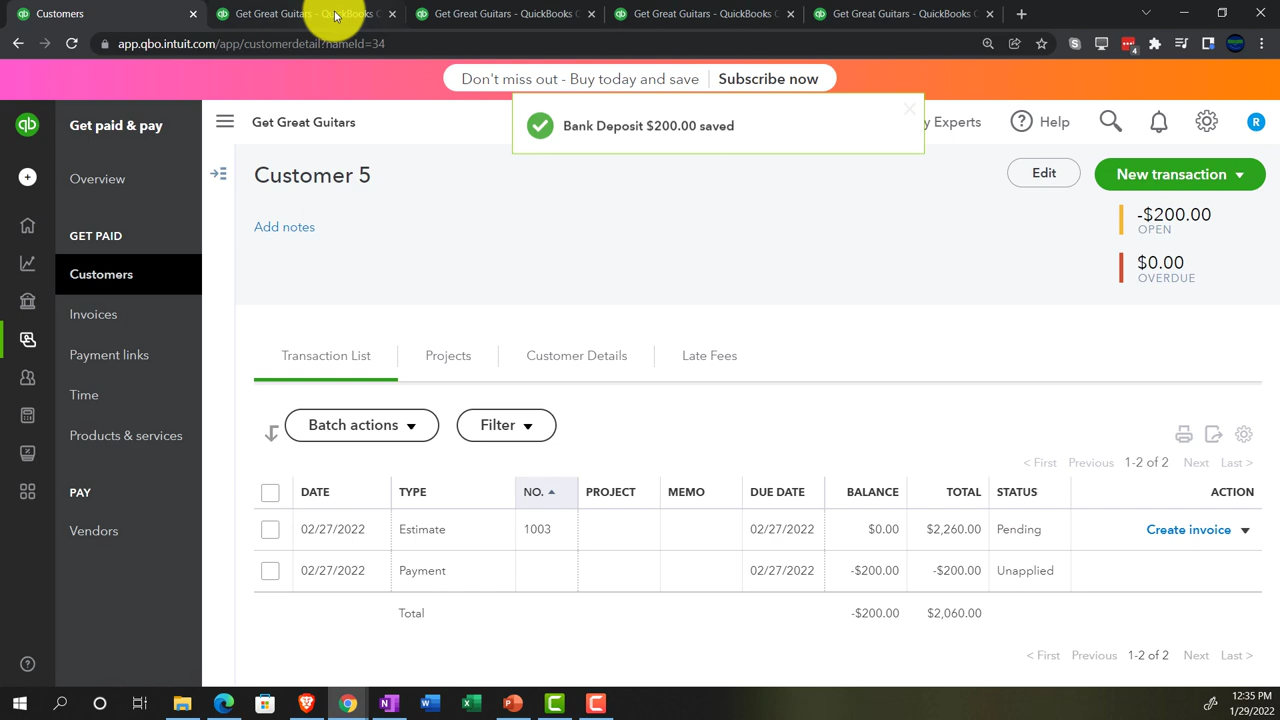 Customers
Get Great Guitars - QuickBooks C
Get Great Guitars - QuickBooks C
Get Great Guitars - QuickBooks C
Get Great Guitars - QuickBooks C
app.qbo.intuit.com/app/customerdetail?nameId=34
4
Don't miss out - Buy today and save
Subscribe now
qb
Get paid & pay
Get Great Guitars
Bank Deposit $200.00 saved
y Experts
Help
R
Overview
GET PAID
Customers
Invoices
Payment links
Time
Products & services
PAY
Vendors
Customer 5
Edit
New transaction
Add notes
-$200.00
OPEN
$0.00
OVERDUE
Transaction List
Projects
Customer Details
Late Fees
Batch actions
Filter
< First Previous 1-2 of 2 Next Last >
DATE TYPE NO. PROJECT MEMO DUE DATE BALANCE TOTAL STATUS ACTION
02/27/2022 Estimate 1003 02/27/2022 $0.00 $2,260.00 Pending Create invoice
02/27/2022 Payment 02/27/2022 -$200.00 -$200.00 Unapplied
Total -$200.00 $2,060.00
< First Previous 1-2 of 2 Next Last >
12:35 PM
1/29/2022